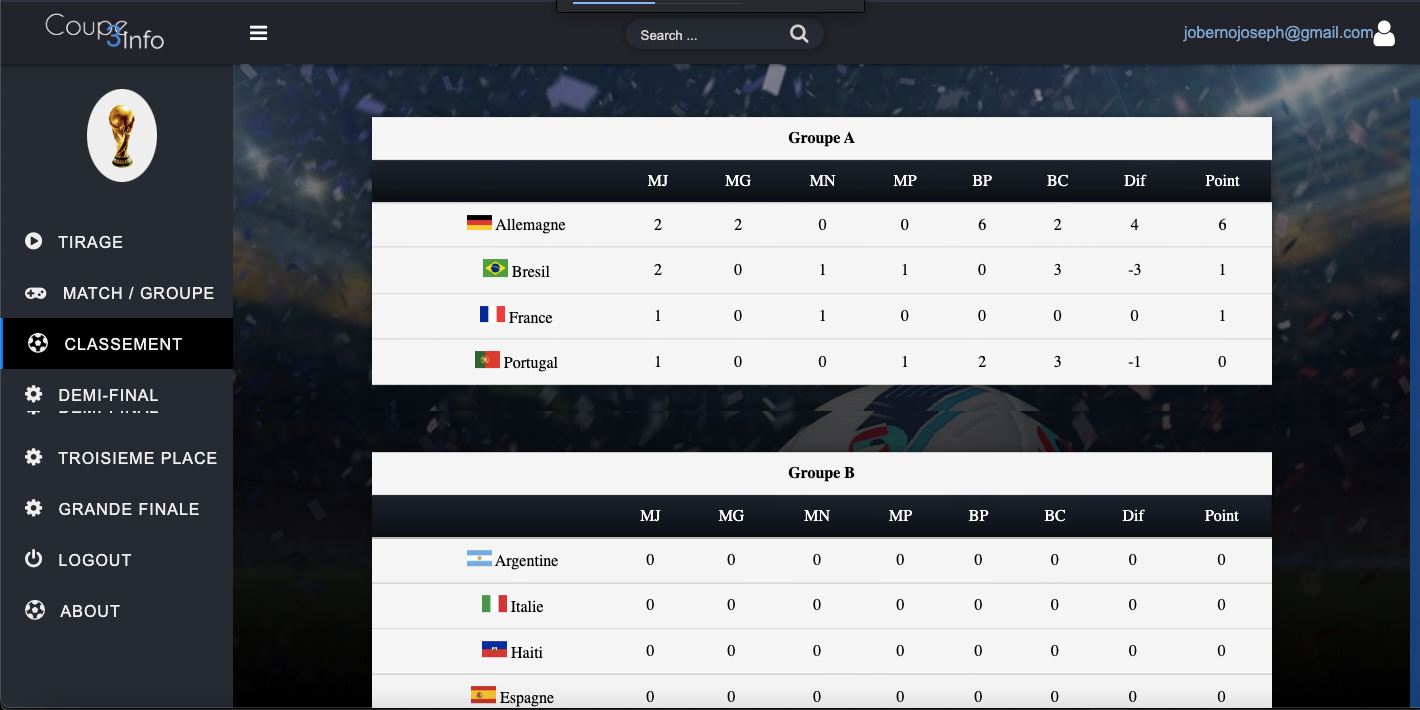 Coupe
3info
Search ...
jobernojoseph@gmail.com
TIRAGE
MATCH / GROUPE
CLASSEMENT
DEMI-FINAL
TROISIEME PLACE
GRANDE FINALE
LOGOUT
ABOUT
Groupe A
MJ MG MN MP BP BC Dif Point
Allemagne 2 2 0 0 6 2 4 6
Bresil 2 0 1 1 0 3 -3 1
France 1 0 1 0 0 0 0 1
Portugal 1 0 0 1 2 3 -1 0
Groupe B
MJ MG MN MP BP BC Dif Point
Argentine 0 0 0 0 0 0 0 0
Italie 0 0 0 0 0 0 0 0
Haiti 0 0 0 0 0 0 0 0
Espagne 0 0 0 0 0 0 0 0